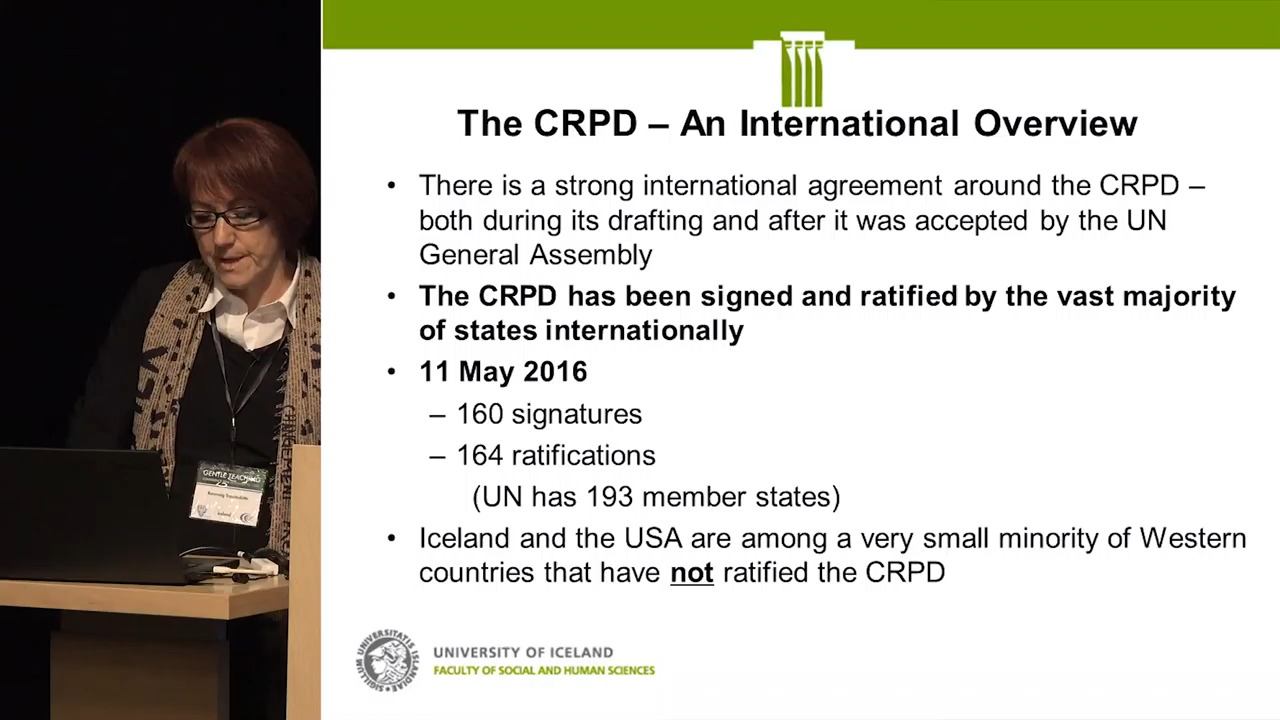 The CRPD – An International Overview
• There is a strong international agreement around the CRPD –
both during its drafting and after it was accepted by the UN
General Assembly
• The CRPD has been signed and ratified by the vast majority
of states internationally
• 11 May 2016
– 160 signatures
– 164 ratifications
(UN has 193 member states)
• Iceland and the USA are among a very small minority of Western
countries that have not ratified the CRPD
UNIVERSITY OF ICELAND
FACULTY OF SOCIAL AND HUMAN SCIENCES
SIGILLUM UNIVERSITATIS ISLANDIAE
GENTLE TEACHING
Iceland